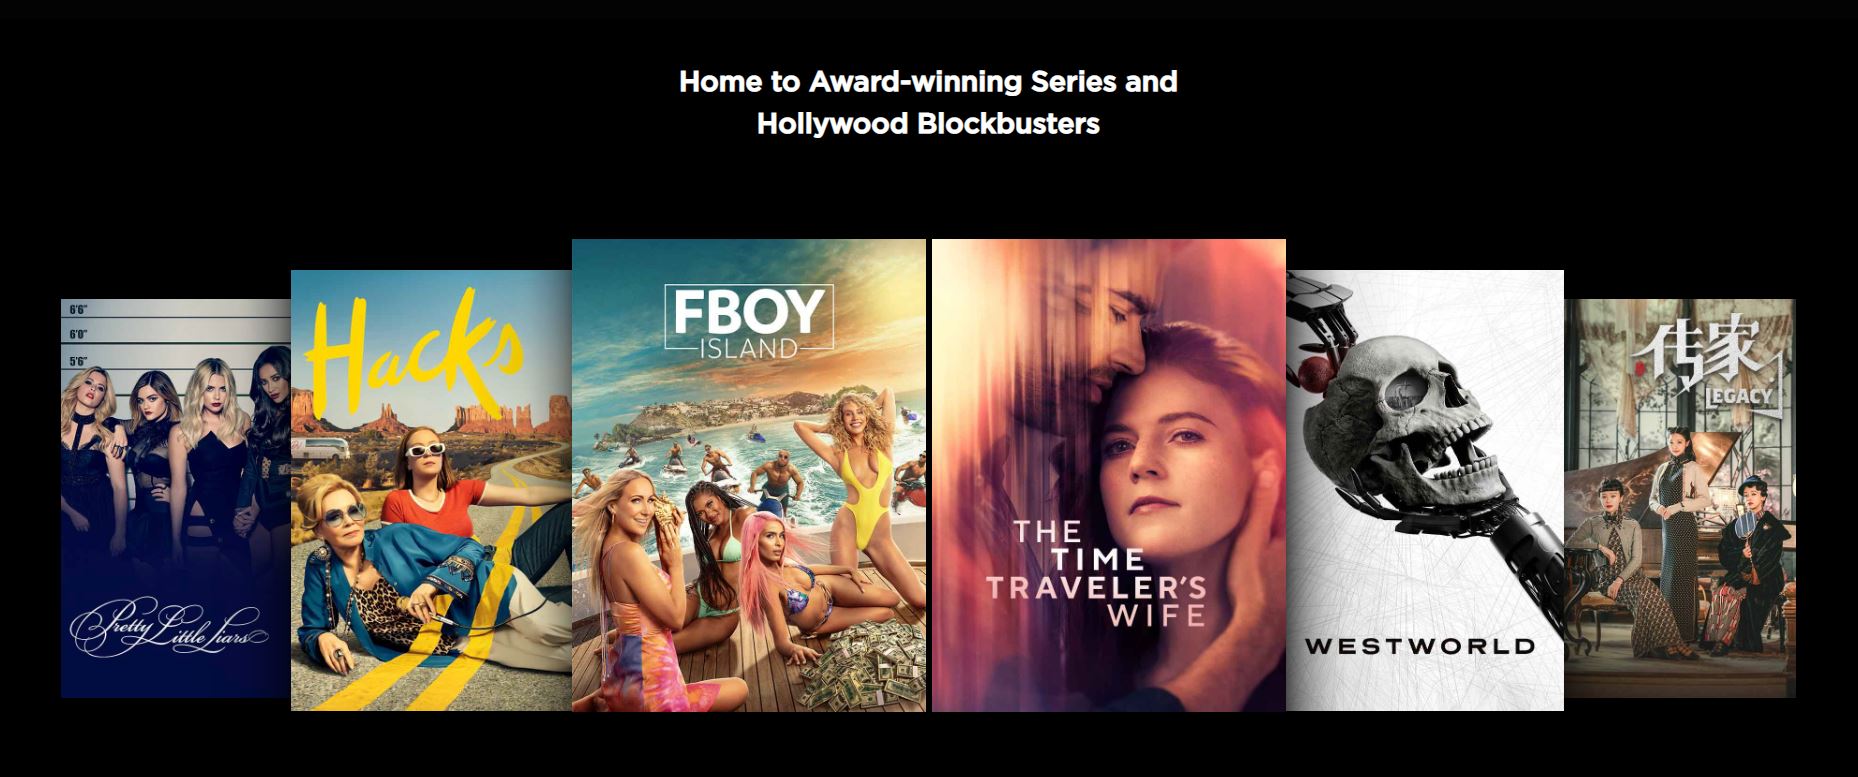 Home to Award-winning Series and
Hollywood Blockbusters
6'6"
6'0"
5'6"
Pretty Little Liars
Hacks
FBOY
ISLAND
THE
TIME
TRAVELER'S
WIFE
WESTWORLD
传家
LEGACY